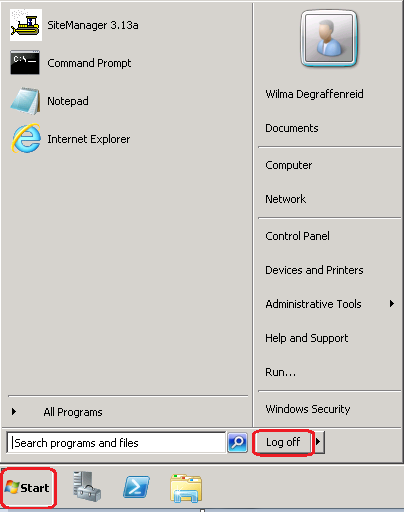 SiteManager 3.13a
Command Prompt
Notepad
Internet Explorer
All Programs
Search programs and files
Wilma Degraffenreid
Documents
Computer
Network
Control Panel
Devices and Printers
Administrative Tools
Help and Support
Run...
Windows Security
Log off
Start